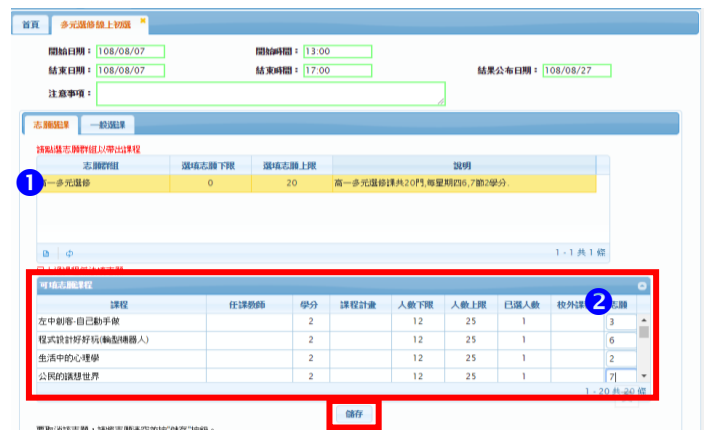 首頁 多元選修線上初選
開始日期： 108/08/07 開始時間： 13:00
結束日期： 108/08/07 結束時間： 17:00 結果公布日期： 108/08/27
注意事項：
志願選課 一般選課
請點選志願群組以帶出課程
志願群組 選填志願下限 選填志願上限 說明
1
高一多元選修 0 20 高一多元選修課共20門,每星期四6,7節2學分.
1 - 1 共 1 條
可填志願課程
課程 任課教師 學分 課程計畫 人數下限 人數上限 已選人數 校外課 志願
2
左中創客-自己動手做 2 12 25 1 3
程式設計好好玩(輪型機器人) 2 12 25 1 6
生活中的心理學 2 12 25 1 2
公民的議想世界 2 12 25 1 7
1 - 20 共 20 條
儲存